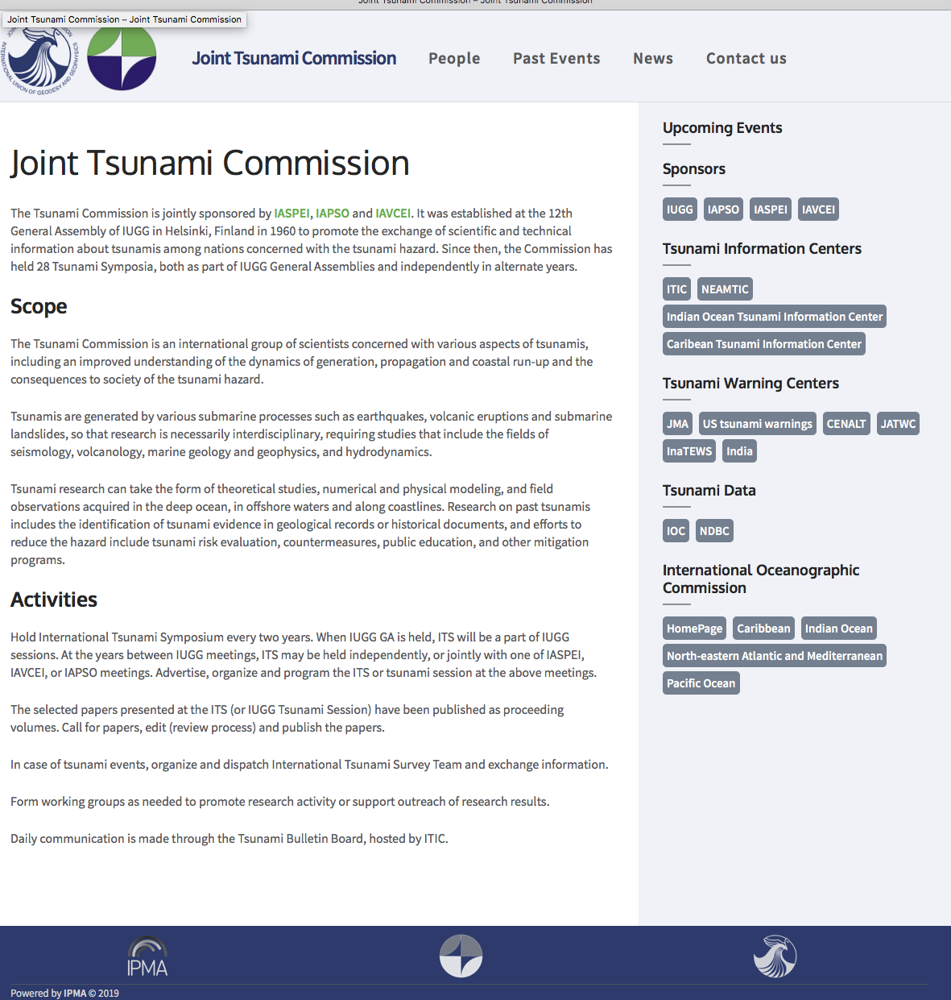 Joint Tsunami Commission – Joint Tsunami Commission
Joint Tsunami Commission – Joint Tsunami Commission
INTERNATIONAL UNION OF GEODESY AND GEOPHYSICS
Joint Tsunami Commission People Past Events News Contact us
Joint Tsunami Commission
The Tsunami Commission is jointly sponsored by IASPEI, IAPSO and IAVCEI. It was established at the 12th
General Assembly of IUGG in Helsinki, Finland in 1960 to promote the exchange of scientific and technical
information about tsunamis among nations concerned with the tsunami hazard. Since then, the Commission has
held 28 Tsunami Symposia, both as part of IUGG General Assemblies and independently in alternate years.
Scope
The Tsunami Commission is an international group of scientists concerned with various aspects of tsunamis,
including an improved understanding of the dynamics of generation, propagation and coastal run-up and the
consequences to society of the tsunami hazard.
Tsunamis are generated by various submarine processes such as earthquakes, volcanic eruptions and submarine
landslides, so that research is necessarily interdisciplinary, requiring studies that include the fields of
seismology, volcanology, marine geology and geophysics, and hydrodynamics.
Tsunami research can take the form of theoretical studies, numerical and physical modeling, and field
observations acquired in the deep ocean, in offshore waters and along coastlines. Research on past tsunamis
includes the identification of tsunami evidence in geological records or historical documents, and efforts to
reduce the hazard include tsunami risk evaluation, countermeasures, public education, and other mitigation
programs.
Activities
Hold International Tsunami Symposium every two years. When IUGG GA is held, ITS will be a part of IUGG
sessions. At the years between IUGG meetings, ITS may be held independently, or jointly with one of IASPEI,
IAVCEI, or IAPSO meetings. Advertise, organize and program the ITS or tsunami session at the above meetings.
The selected papers presented at the ITS (or IUGG Tsunami Session) have been published as proceeding
volumes. Call for papers, edit (review process) and publish the papers.
In case of tsunami events, organize and dispatch International Tsunami Survey Team and exchange information.
Form working groups as needed to promote research activity or support outreach of research results.
Daily communication is made through the Tsunami Bulletin Board, hosted by ITIC.
Upcoming Events
Sponsors
IUGG IAPSO IASPEI IAVCEI
Tsunami Information Centers
ITIC NEAMTIC
Indian Ocean Tsunami Information Center
Caribean Tsunami Information Center
Tsunami Warning Centers
JMA US tsunami warnings CENALT JATWC
InaTEWS India
Tsunami Data
IOC NDBC
International Oceanographic
Commission
HomePage Caribbean Indian Ocean
North-eastern Atlantic and Mediterranean
Pacific Ocean
IPMA
Powered by IPMA © 2019